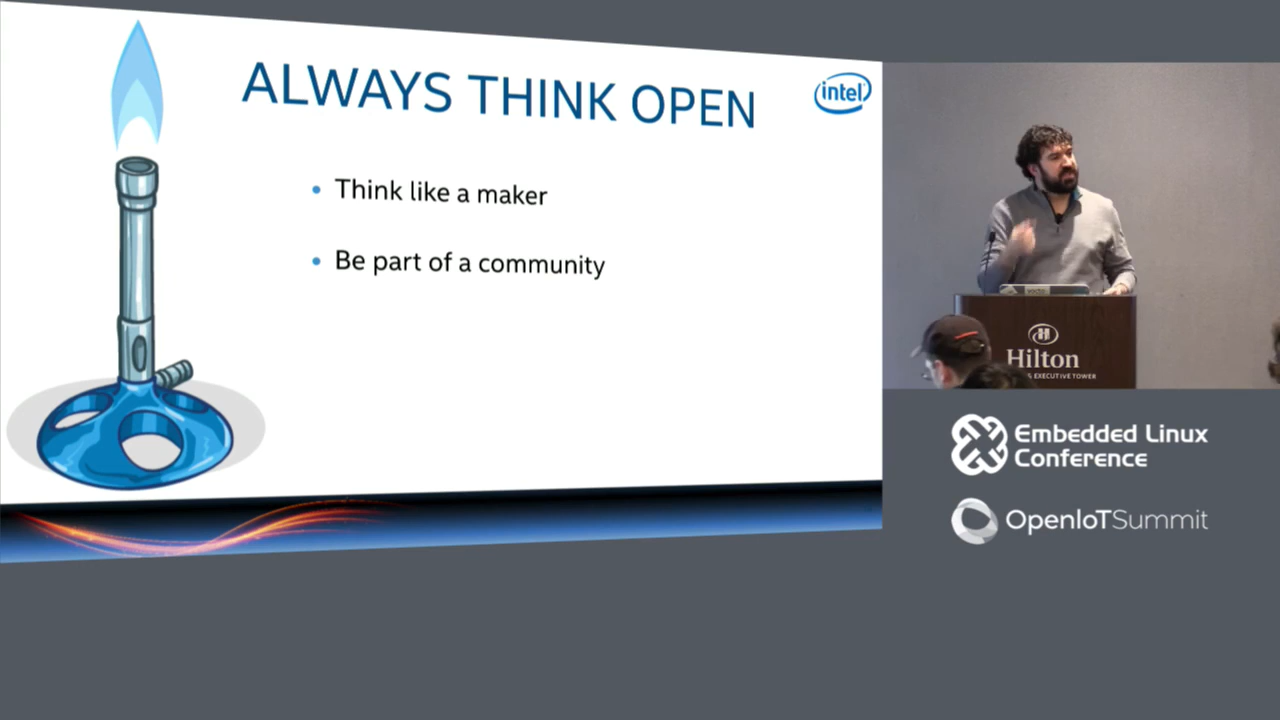 ALWAYS THINK OPEN
intel
• Think like a maker
• Be part of a community
H
Hilton
EXECUTIVE TOWER
Embedded Linux
Conference
OpenIoTSummit